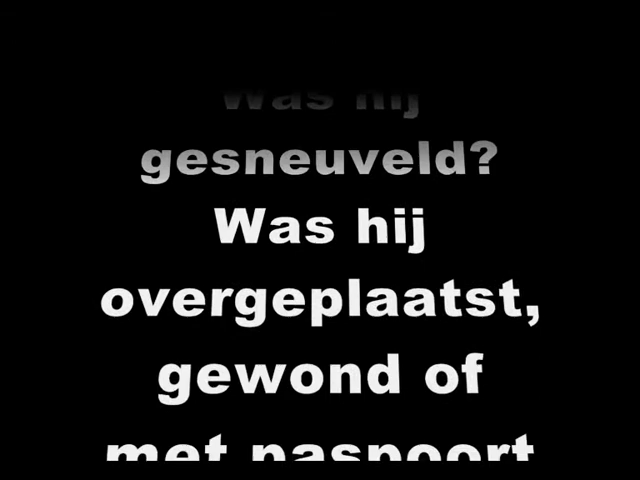 Was hij
gesneuveld?
Was hij
overgeplaatst,
gewond of
met paspoort